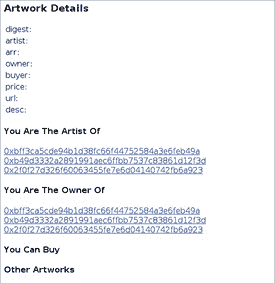 Artwork Details
digest:
artist:
arr:
owner:
buyer:
price:
url:
desc:
You Are The Artist Of
0xbff3ca5cde94b1d38fc66f44752584a3e6feb49a
0xb49d3332a2891991aec6ffbb7537c83861d12f3d
0x2f0f27d326f60063455fe7e6d04140742fb6a923
You Are The Owner Of
0xbff3ca5cde94b1d38fc66f44752584a3e6feb49a
0xb49d3332a2891991aec6ffbb7537c83861d12f3d
0x2f0f27d326f60063455fe7e6d04140742fb6a923
You Can Buy
Other Artworks